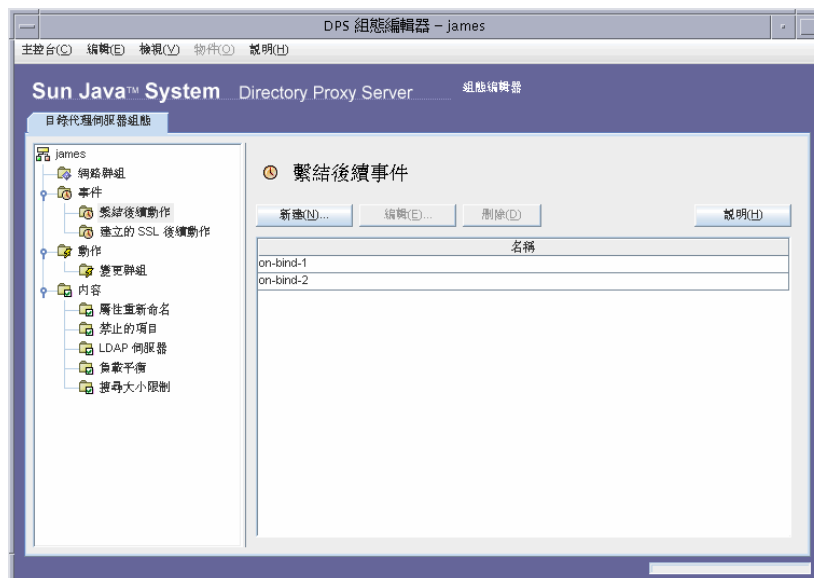 DPS 組態編輯器 – james
主控台(C) 編輯(E) 檢視(V) 物件(O) 說明(H)
Sun Java™ System Directory Proxy Server 組態編輯器
目錄代理伺服器組態
james
網路群組
事件
繫結後續動作
建立的 SSL 後續動作
動作
變更群組
內容
屬性重新命名
禁止的項目
LDAP 伺服器
負載平衡
搜尋大小限制
繫結後續事件
新建(N)... 編輯(E)... 刪除(D) 說明(H)
名稱
on-bind-1
on-bind-2